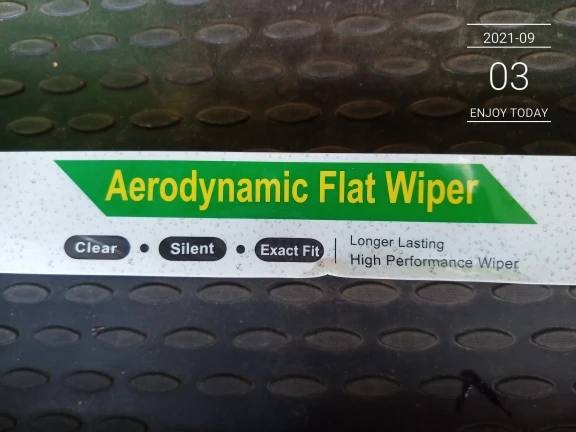 2021-09
03
ENJOY TODAY
Aerodynamic Flat Wiper
Clear • Silent • Exact Fit
Longer Lasting
High Performance Wiper